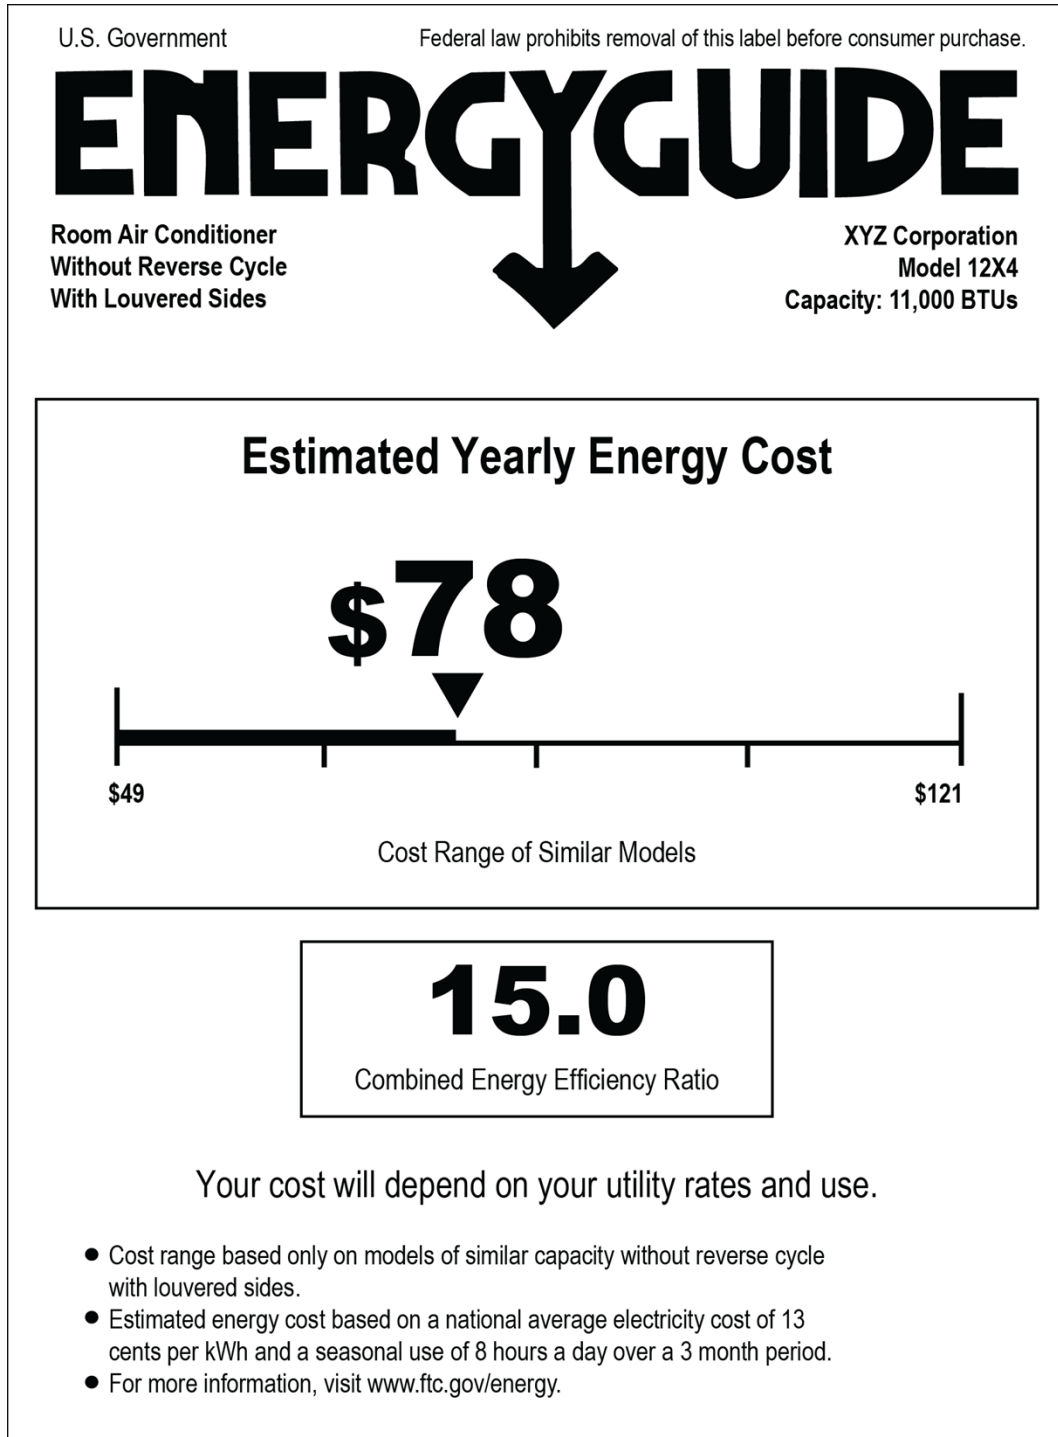 U.S. Government
Federal law prohibits removal of this label before consumer purchase.
ENERGYGUIDE
Room Air Conditioner
Without Reverse Cycle
With Louvered Sides
XYZ Corporation
Model 12X4
Capacity: 11,000 BTUs
Estimated Yearly Energy Cost
$78
$49
$121
Cost Range of Similar Models
15.0
Combined Energy Efficiency Ratio
Your cost will depend on your utility rates and use.
● Cost range based only on models of similar capacity without reverse cycle
with louvered sides.
● Estimated energy cost based on a national average electricity cost of 13
cents per kWh and a seasonal use of 8 hours a day over a 3 month period.
● For more information, visit www.ftc.gov/energy.